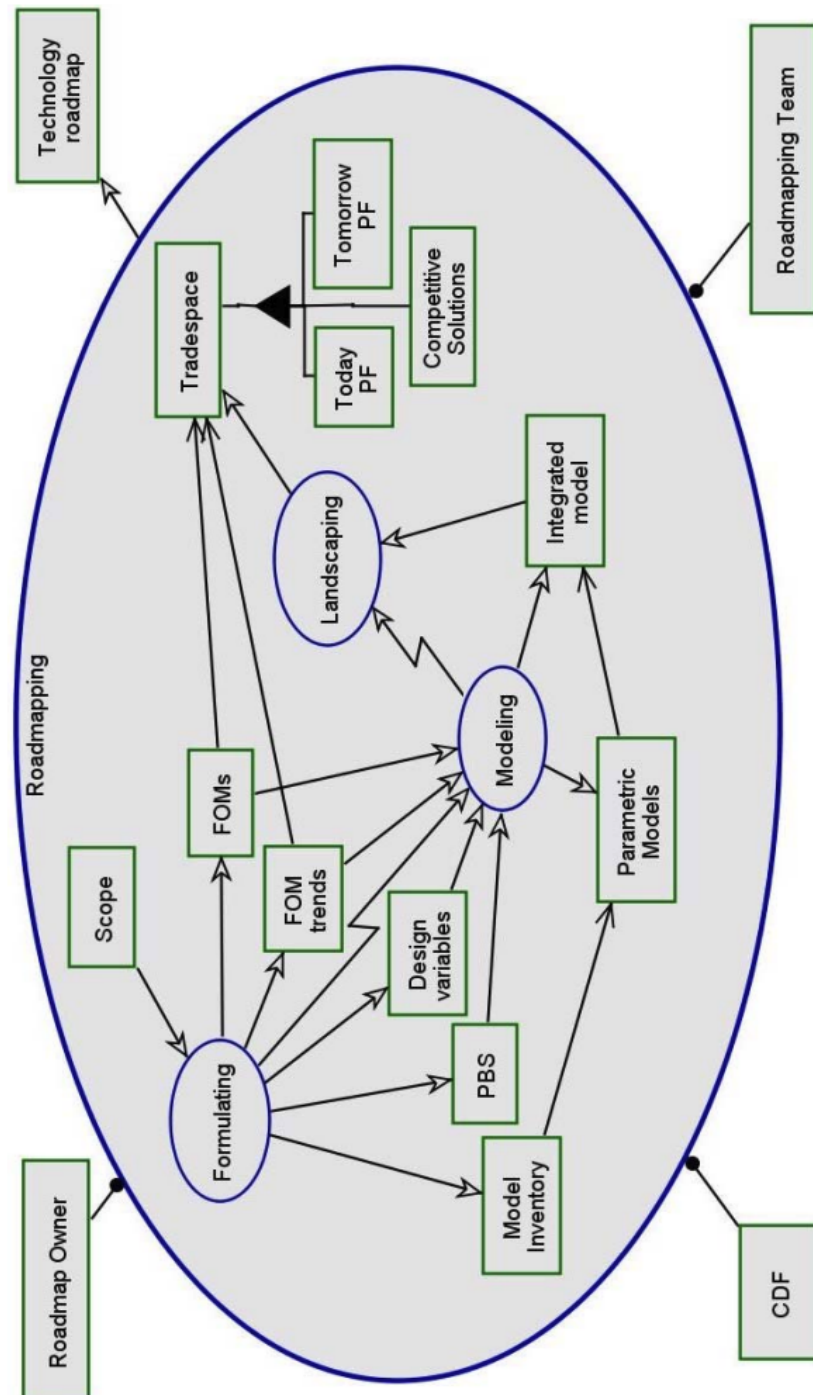 Roadmap Owner
Technology
roadmap
Roadmapping
Scope
Formulating
FOMs
Tradespace
FOM
trends
Landscaping
Today
PF
Tomorrow
PF
Competitive
Solutions
Design
variables
PBS
Modeling
Model
Inventory
Integrated
model
Parametric
Models
CDF
Roadmapping Team